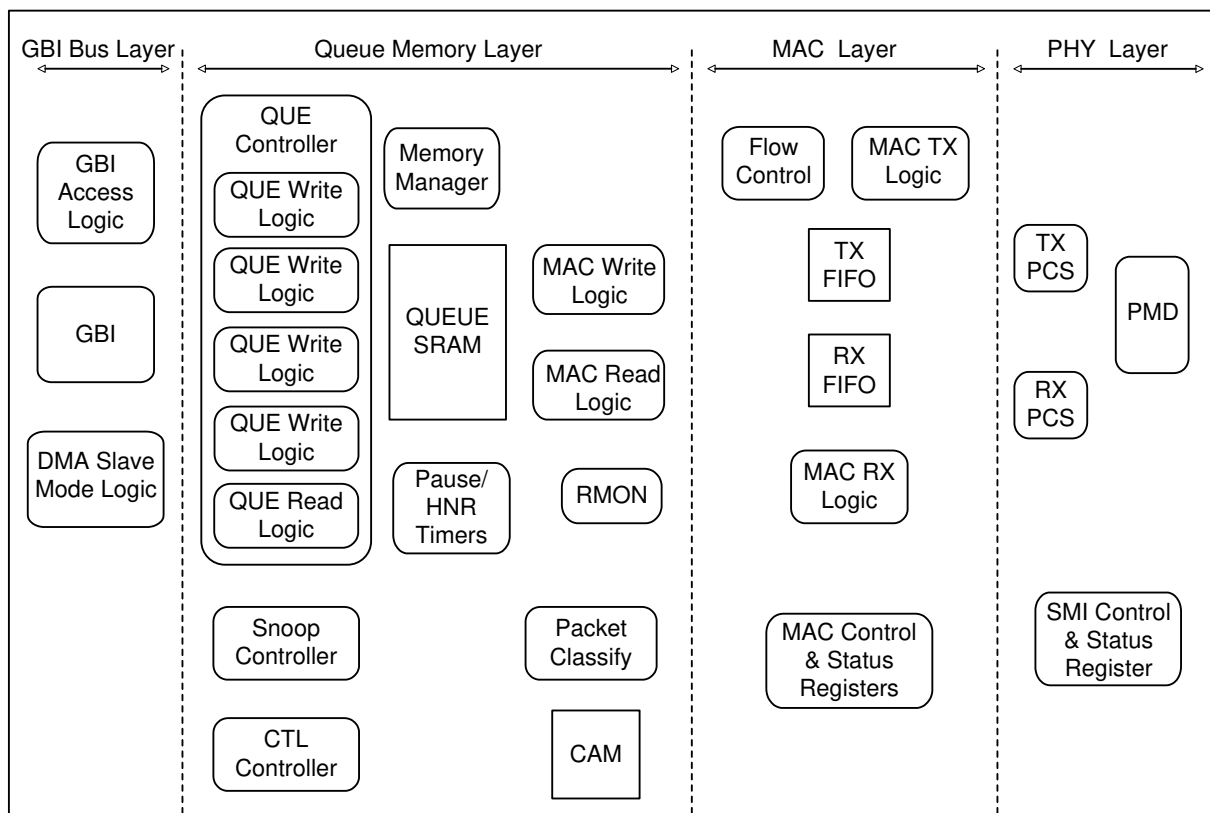 GBI Bus Layer
Queue Memory Layer
MAC Layer
PHY Layer
GBI
Access
Logic
GBI
DMA Slave
Mode Logic
QUE
Controller
QUE Write
Logic
QUE Write
Logic
QUE Write
Logic
QUE Write
Logic
QUE Read
Logic
Snoop
Controller
CTL
Controller
Memory
Manager
QUEUE
SRAM
Pause/
HNR
Timers
MAC Write
Logic
MAC Read
Logic
RMON
Packet
Classify
CAM
Flow
Control
MAC TX
Logic
TX
FIFO
RX
FIFO
MAC RX
Logic
MAC Control
& Status
Registers
TX
PCS
PMD
RX
PCS
SMI Control
& Status
Register